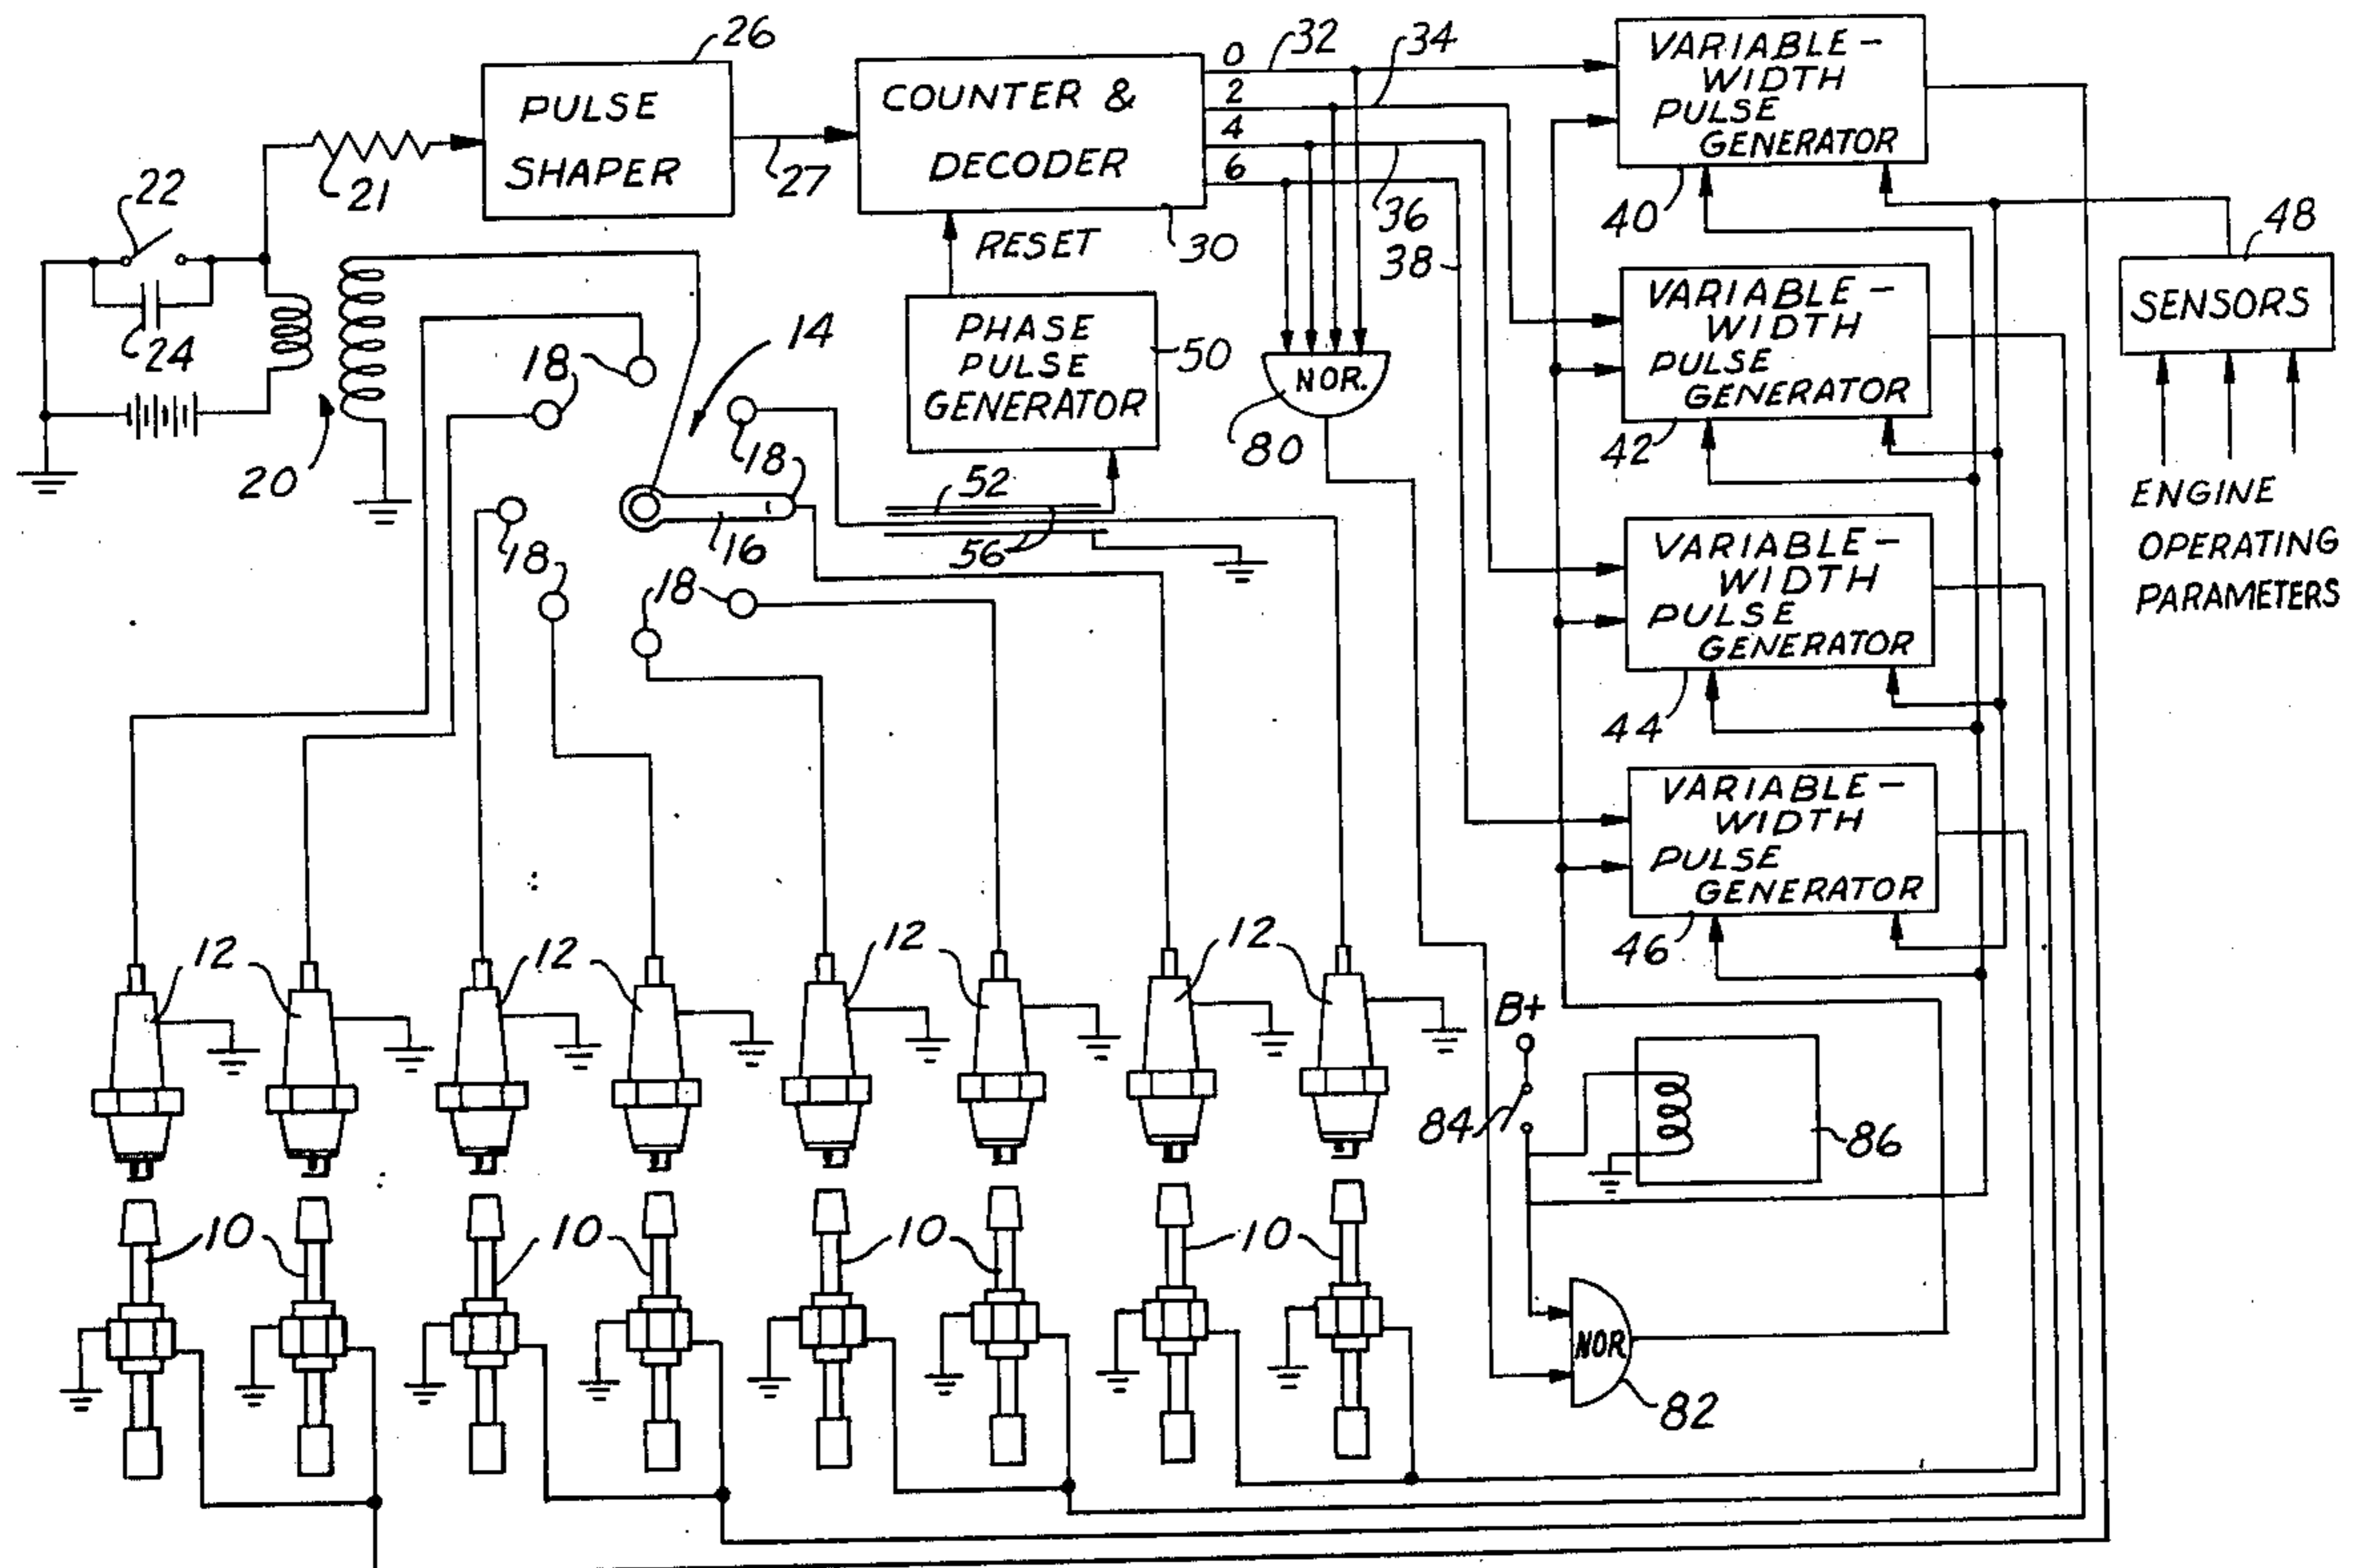 26
PULSE
SHAPER
21
22
24
20
27
COUNTER &
DECODER
0
2
4
6
32
34
36
38
30
RESET
PHASE
PULSE
GENERATOR
50
NOR.
80
14
18
18
18
18
16
52
56
VARIABLE-
WIDTH
PULSE
GENERATOR
40
VARIABLE-
WIDTH
PULSE
GENERATOR
42
VARIABLE-
WIDTH
PULSE
GENERATOR
44
VARIABLE-
WIDTH
PULSE
GENERATOR
46
48
SENSORS
ENGINE
OPERATING
PARAMETERS
12
12
12
12
B+
84
86
10
10
10
10
NOR
82